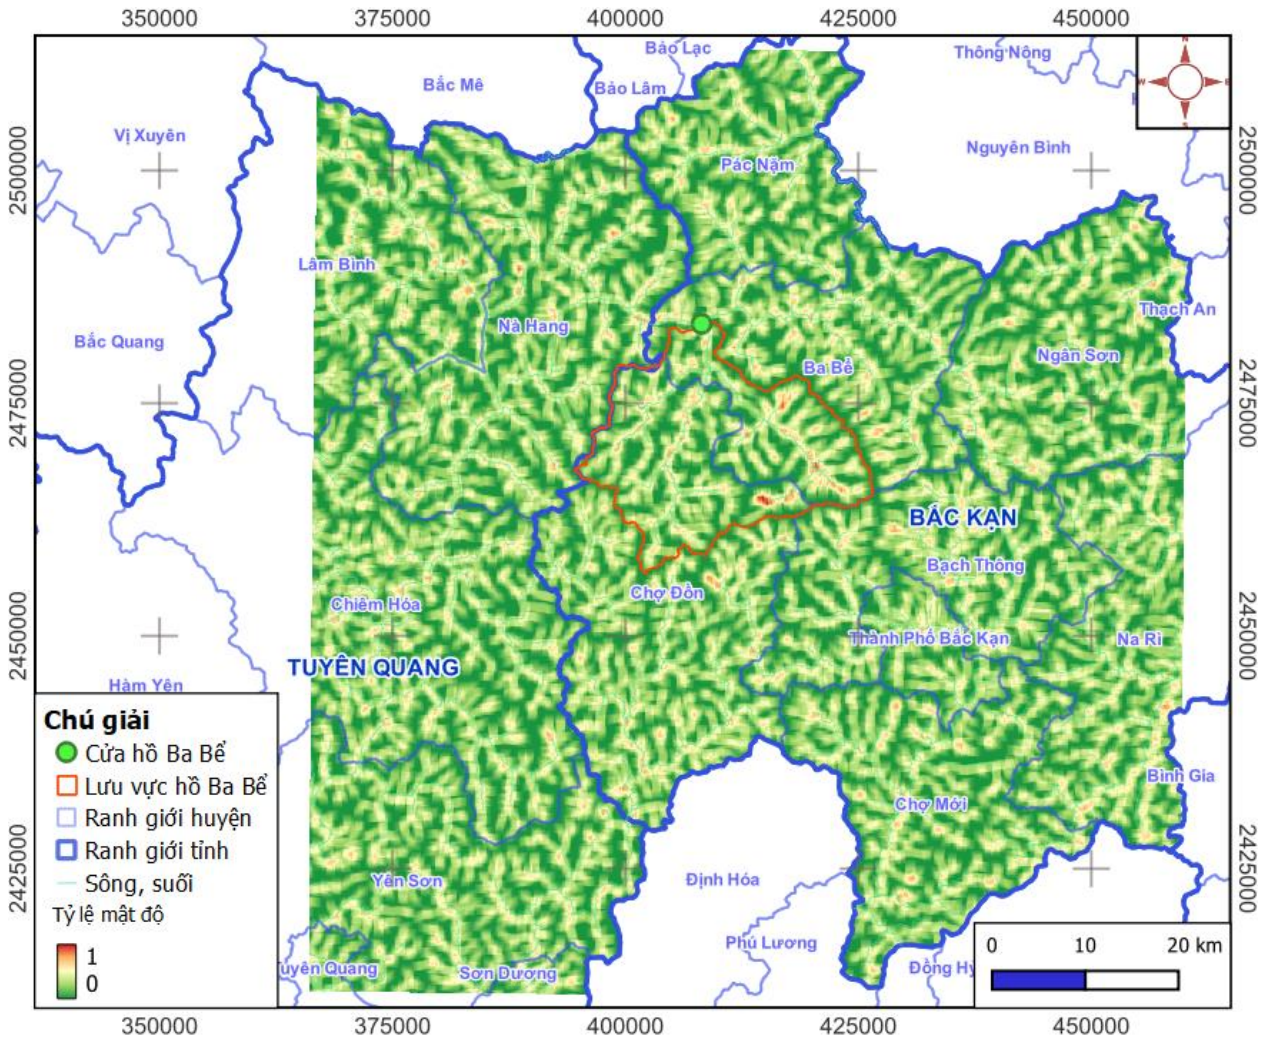 350000 375000 400000 425000 450000
Bảo Lạc
Thông Nông
Bắc Mê
Bảo Lâm
N
W E
S
Vị Xuyên
Nguyên Bình
Pác Nặm
2500000
2500000
Lâm Bình
Thạch An
Nà Hang
Bắc Quang
Ngân Sơn
Ba Bể
2475000
2475000
BẮC KẠN
Bạch Thông
Chợ Đồn
Chiêm Hóa
Thành Phố Bắc Kạn
Na Rì
2450000
2450000
TUYÊN QUANG
Hàm Yên
Chú giải
Cửa hồ Ba Bể
Lưu vực hồ Ba Bể
Ranh giới huyện
Ranh giới tỉnh
Sông, suối
Tỷ lệ mật độ
1
0
Bình Gia
Chợ Mới
2425000
2425000
Yên Sơn
Định Hóa
Phú Lương
uyên Quang
Sơn Dương
Đồng Hỷ
0 10 20 km
350000 375000 400000 425000 450000